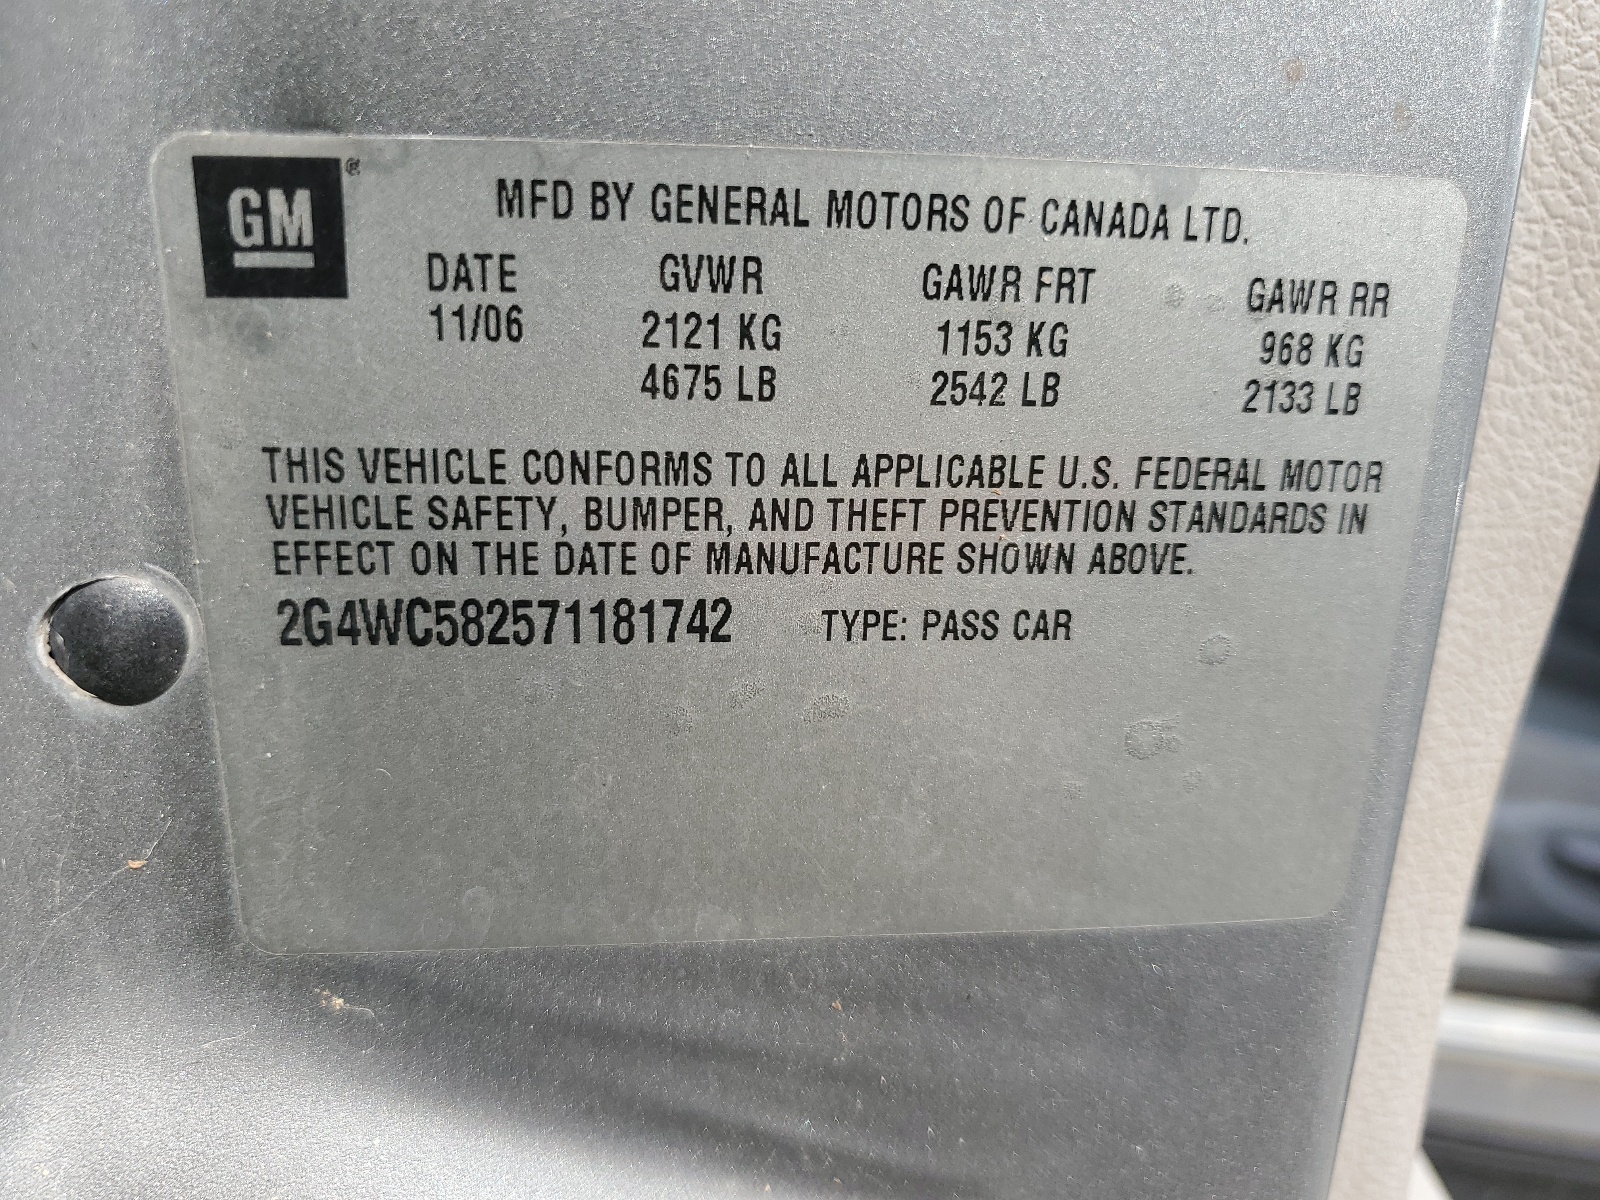 GM®
MFD BY GENERAL MOTORS OF CANADA LTD.
DATE GVWR GAWR FRT GAWR RR
11/06 2121 KG 1153 KG 968 KG
4675 LB 2542 LB 2133 LB
THIS VEHICLE CONFORMS TO ALL APPLICABLE U.S. FEDERAL MOTOR
VEHICLE SAFETY, BUMPER, AND THEFT PREVENTION STANDARDS IN
EFFECT ON THE DATE OF MANUFACTURE SHOWN ABOVE.
2G4WC582571181742 TYPE: PASS CAR